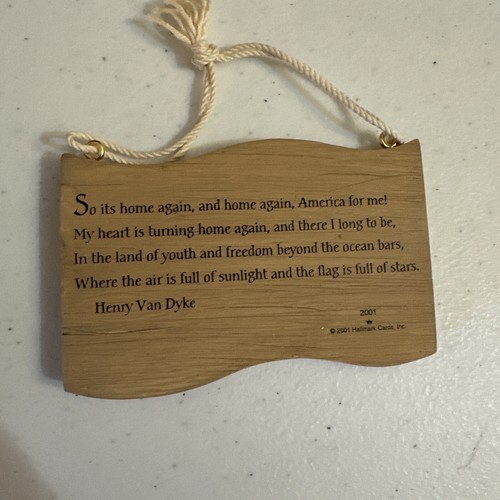 So its home again, and home again, America for me!
My heart is turning home again, and there I long to be,
In the land of youth and freedom beyond the ocean bars,
Where the air is full of sunlight and the flag is full of stars.
Henry Van Dyke
2001
© 2001 Hallmark Cards, Inc.